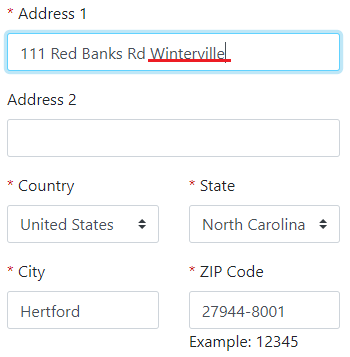 * Address 1
111 Red Banks Rd Winterville
Address 2
* Country * State
United States North Carolina
* City * ZIP Code
Hertford 27944-8001
Example: 12345